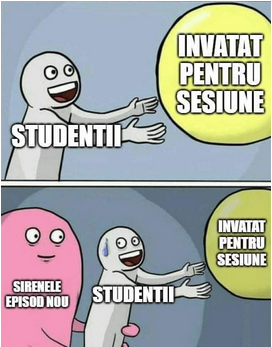 INVATAT
PENTRU
SESIUNE
STUDENTII
INVATAT
PENTRU
SESIUNE
SIRENELE
EPISOD NOU
STUDENTII